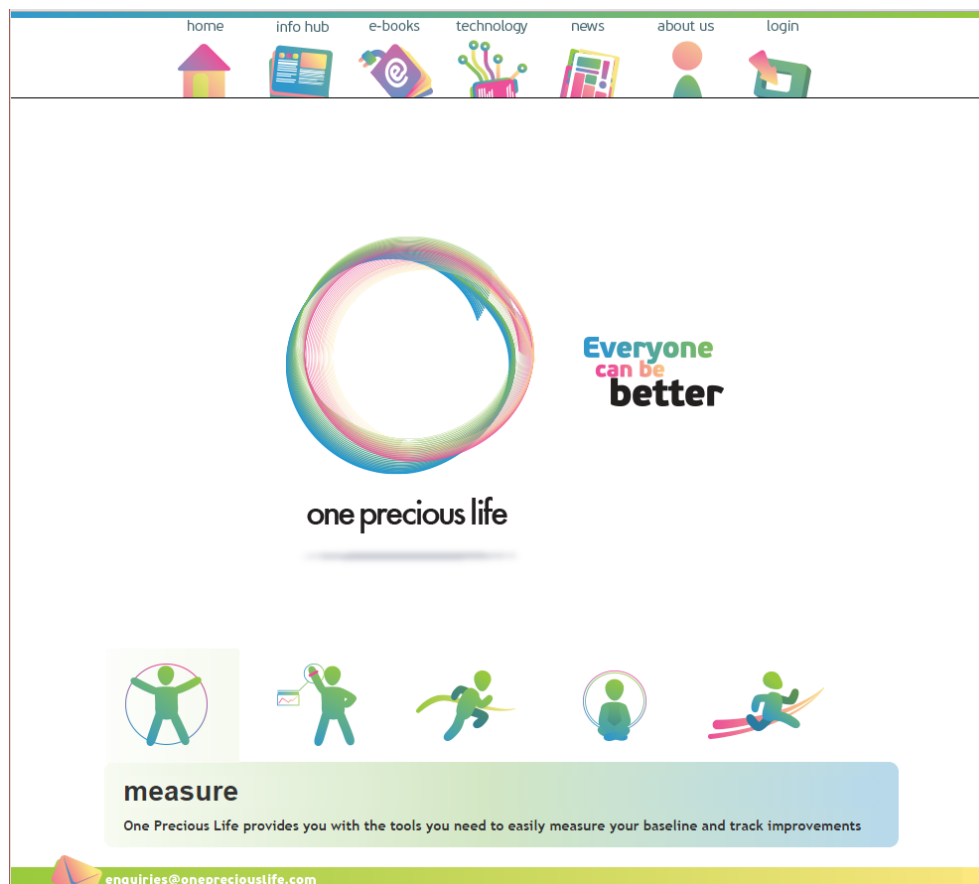 home info hub e-books technology news about us login
e
Everyone
can be
better
one precious life
measure
One Precious Life provides you with the tools you need to easily measure your baseline and track improvements
enquiries@onepreciouslife.com